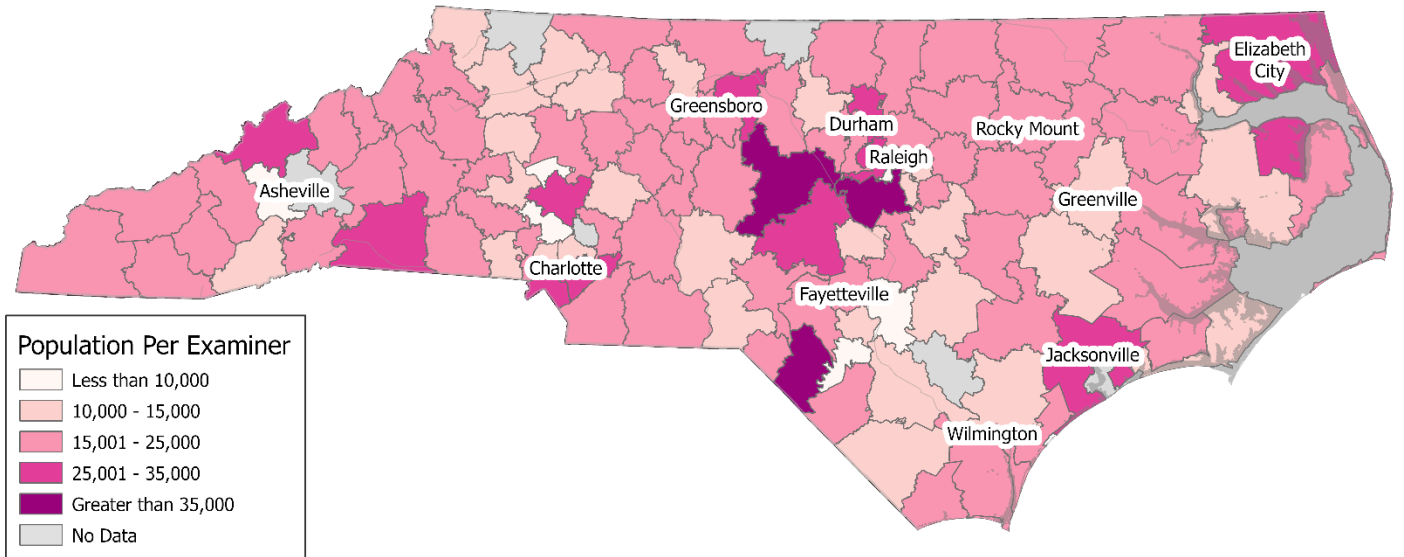 Elizabeth
City
Greensboro
Durham
Rocky Mount
Raleigh
Asheville
Greenville
Charlotte
Fayetteville
Jacksonville
Wilmington
Population Per Examiner
Less than 10,000
10,000 - 15,000
15,001 - 25,000
25,001 - 35,000
Greater than 35,000
No Data